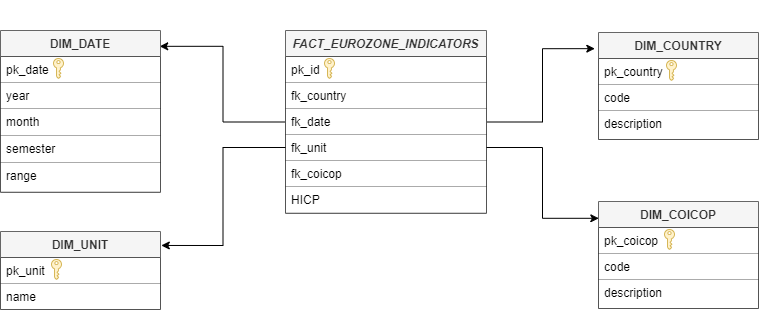 DIM_DATE
pk_date
year
month
semester
range
FACT_EUROZONE_INDICATORS
pk_id
fk_country
fk_date
fk_unit
fk_coicop
HICP
DIM_COUNTRY
pk_country
code
description
DIM_UNIT
pk_unit
name
DIM_COICOP
pk_coicop
code
description